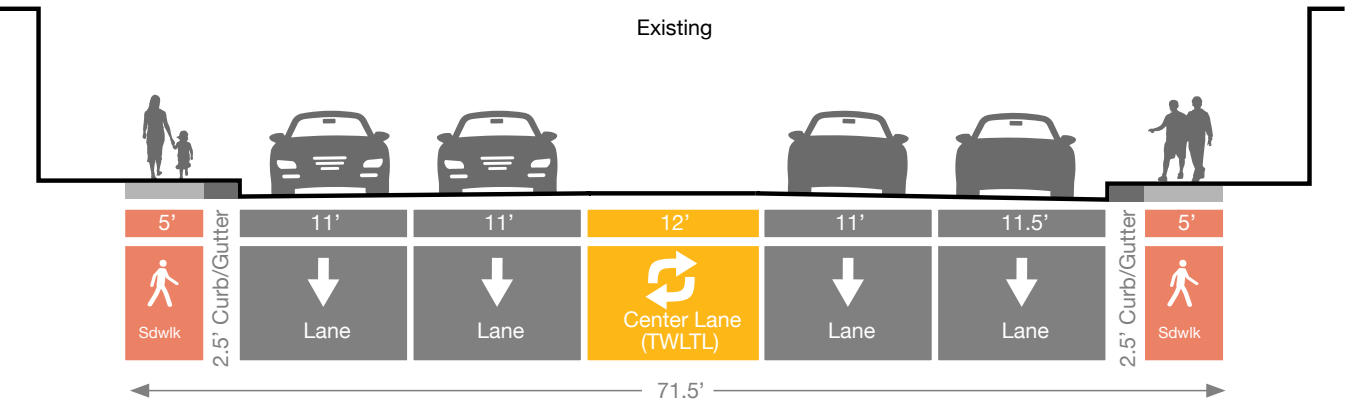 Existing
5’
2.5’ Curb/Gutter
11’
11’
12’
11’
11.5’
2.5’ Curb/Gutter
5’
Sdwlk
Lane
Lane
Center Lane
(TWLTL)
Lane
Lane
Sdwlk
71.5’